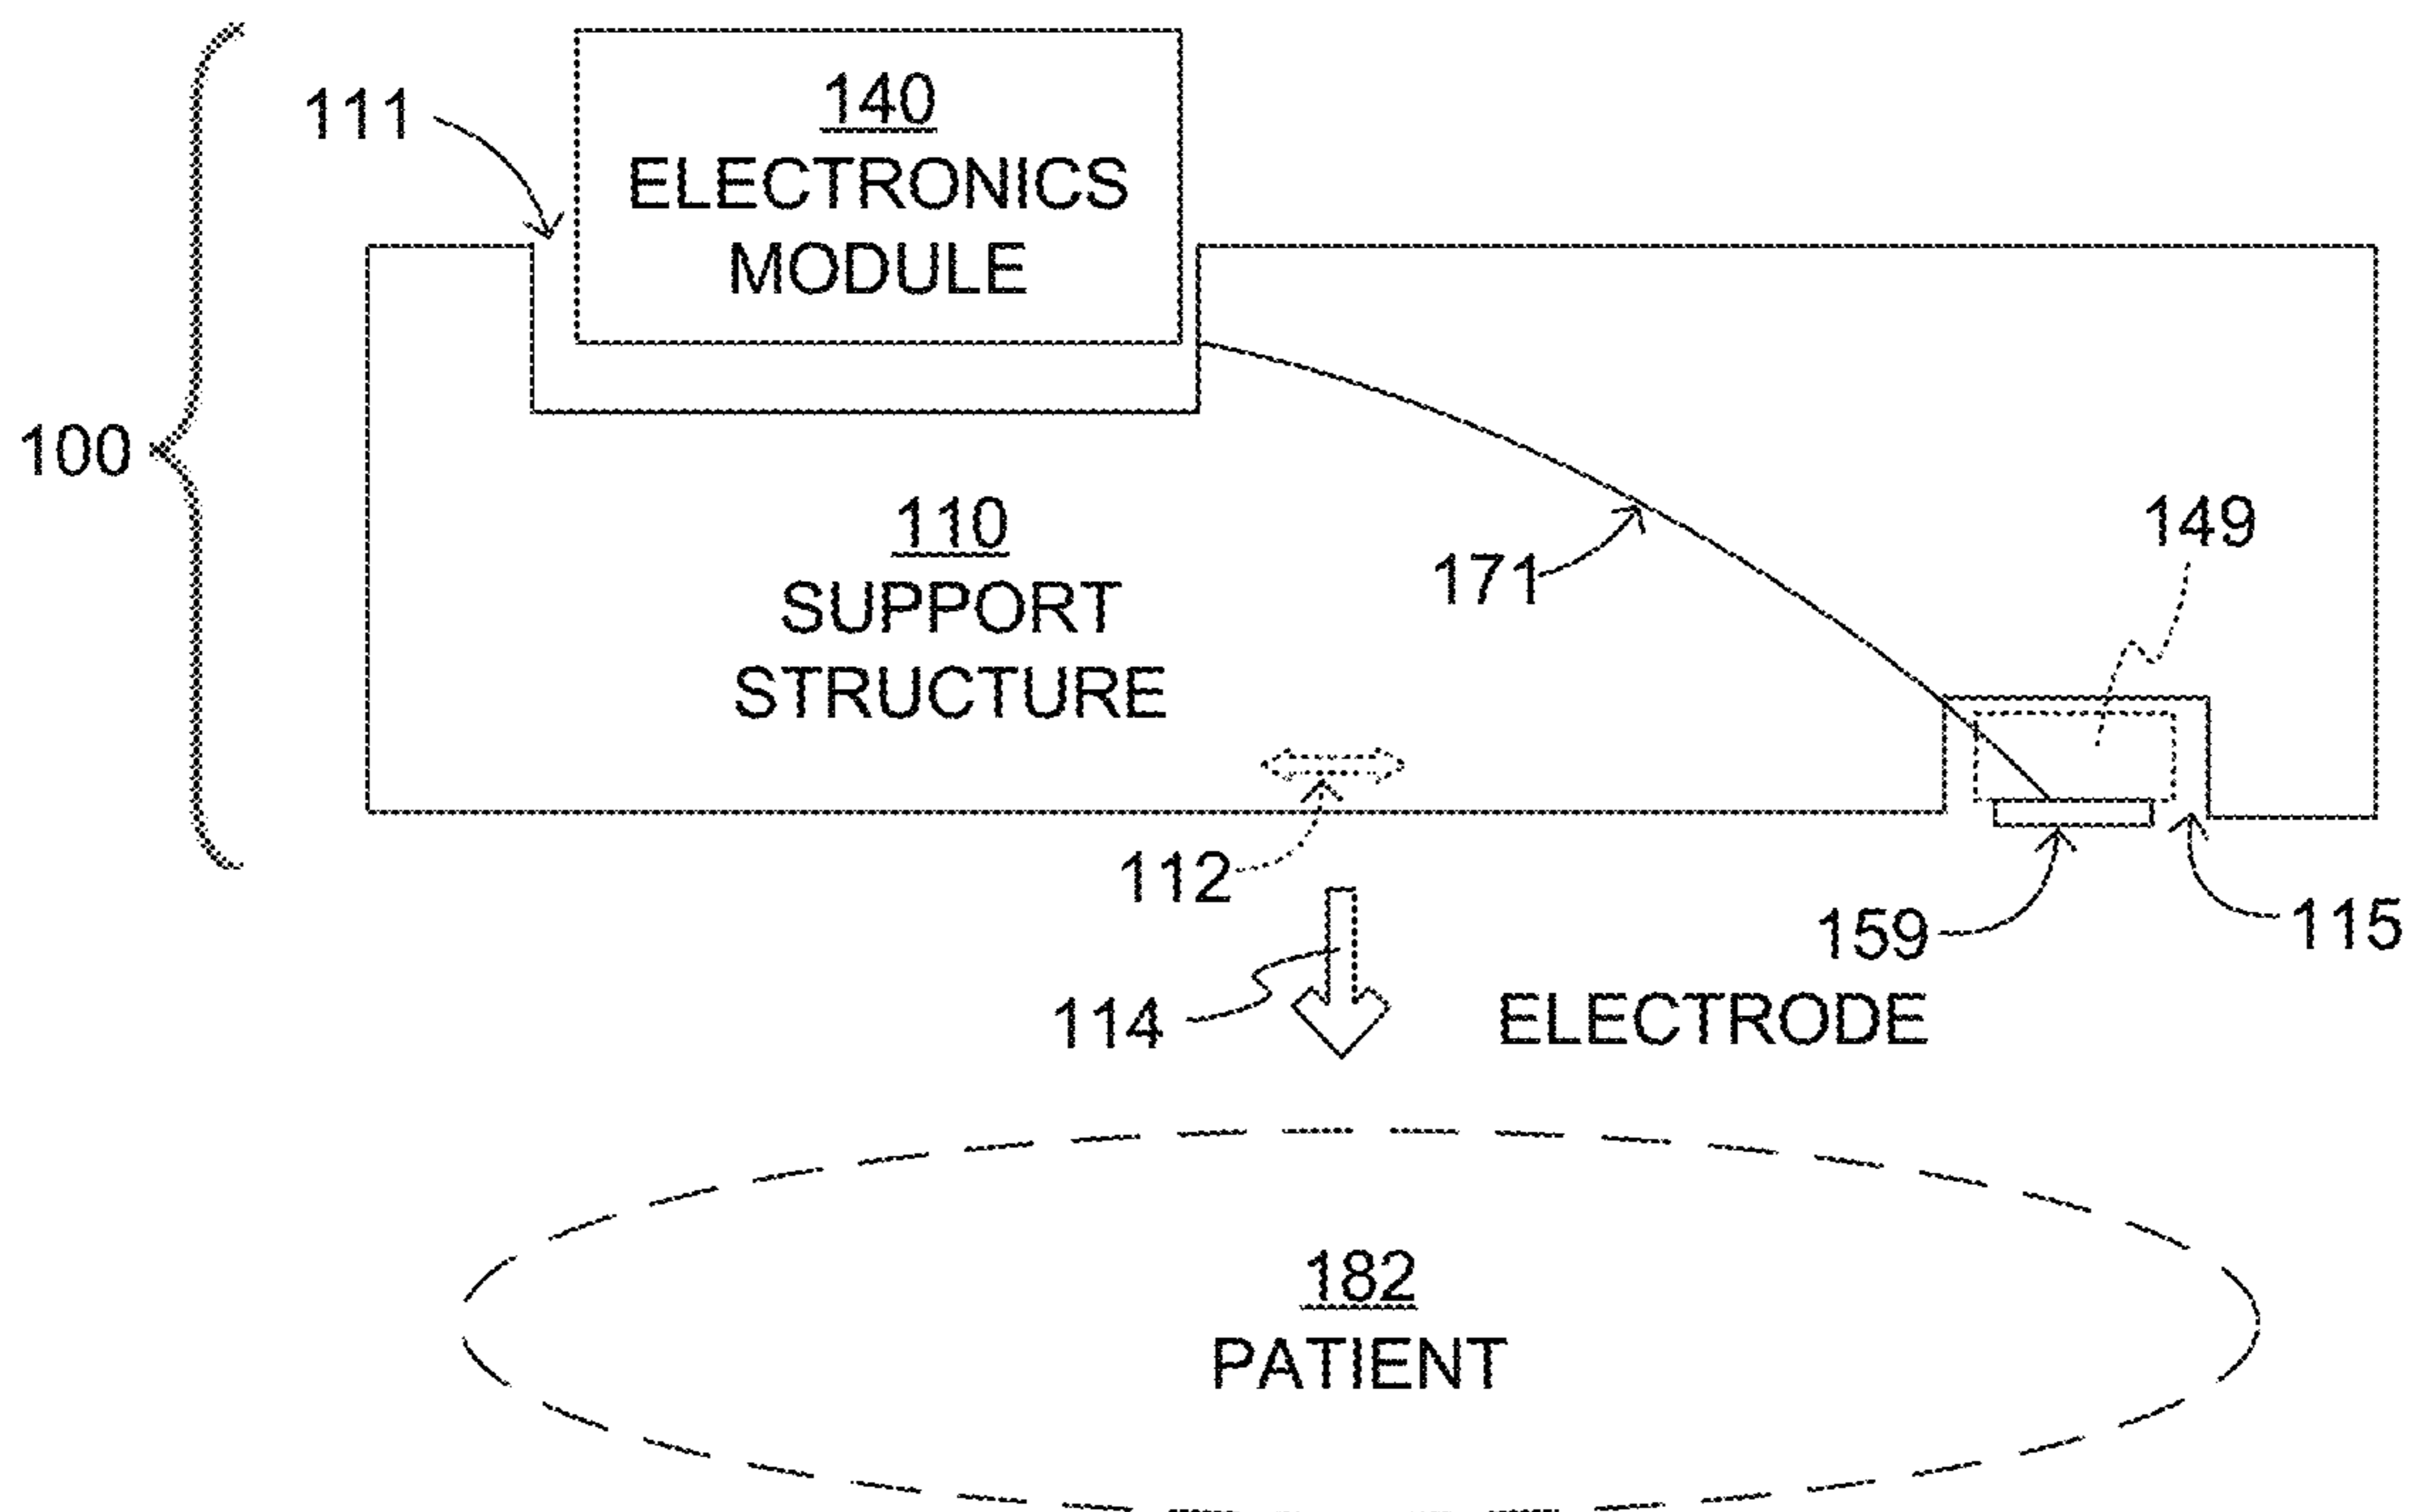 140
ELECTRONICS
MODULE
111
100
110
SUPPORT
STRUCTURE
171
149
112
159
ELECTRODE
115
114
182
PATIENT